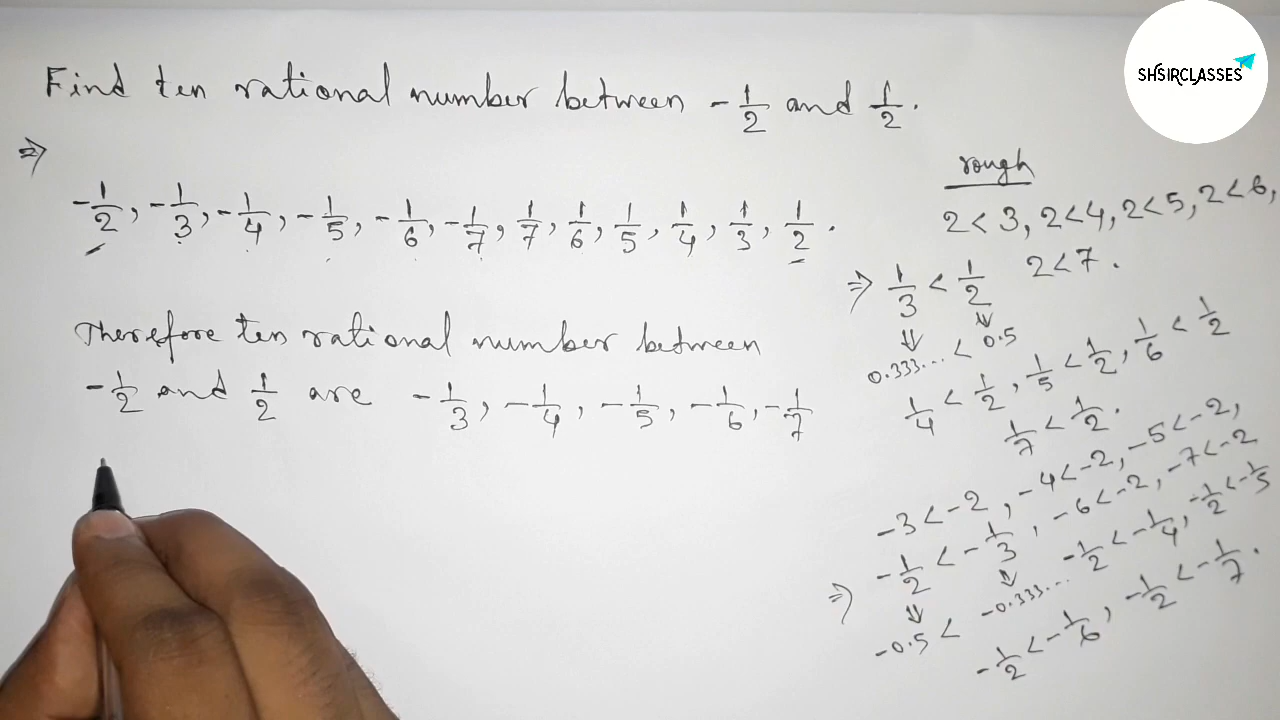 Find ten rational number between -1/2 and 1/2.
⇒
-1/2, -1/3, -1/4, -1/5, -1/6, -1/7, 1/7, 1/6, 1/5, 1/4, 1/3, 1/2.
Therefore ten rational number between
-1/2 and 1/2 are -1/3, -1/4, -1/5, -1/6, -1/7
SHSIRCLASSES
rough
2<3, 2<4, 2<5, 2<6,
2<7.
⇒ 1/3 < 1/2
⇓ ⇓
0.333... < 0.5
1/4 < 1/2, 1/5 < 1/2, 1/6 < 1/2
1/7 < 1/2.
-3<-2, -4<-2, -5<-2,
-6<-2, -7<-2
⇒ -1/2 < -1/3, -1/2 < -1/4, -1/2 < -1/5
⇓ ⇓
-0.5 < -0.333...
-1/2 < -1/6, -1/2 < -1/7.